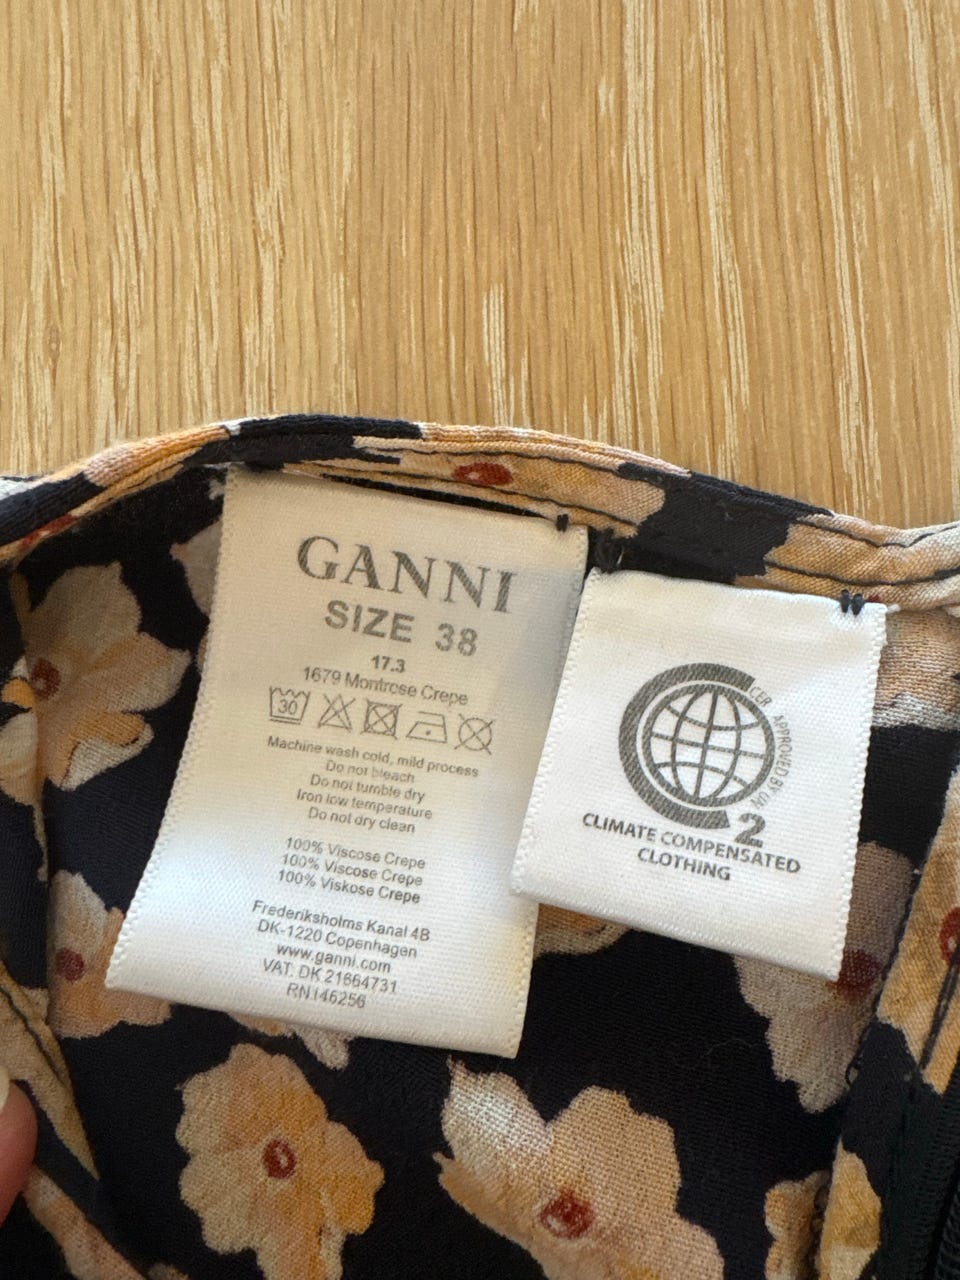 GANNI
SIZE 38
17.3
1679 Montrose Crepe
30
Machine wash cold, mild process
Do not bleach
Do not tumble dry
Iron low temperature
Do not dry clean
100% Viscose Crepe
100% Viscose Crepe
100% Viskose Crepe
Frederiksholms Kanal 4B
DK-1220 Copenhagen
www.ganni.com
VAT. DK 21664731
RN146256
C2
CER APPROVED BY UN
CLIMATE COMPENSATED
CLOTHING